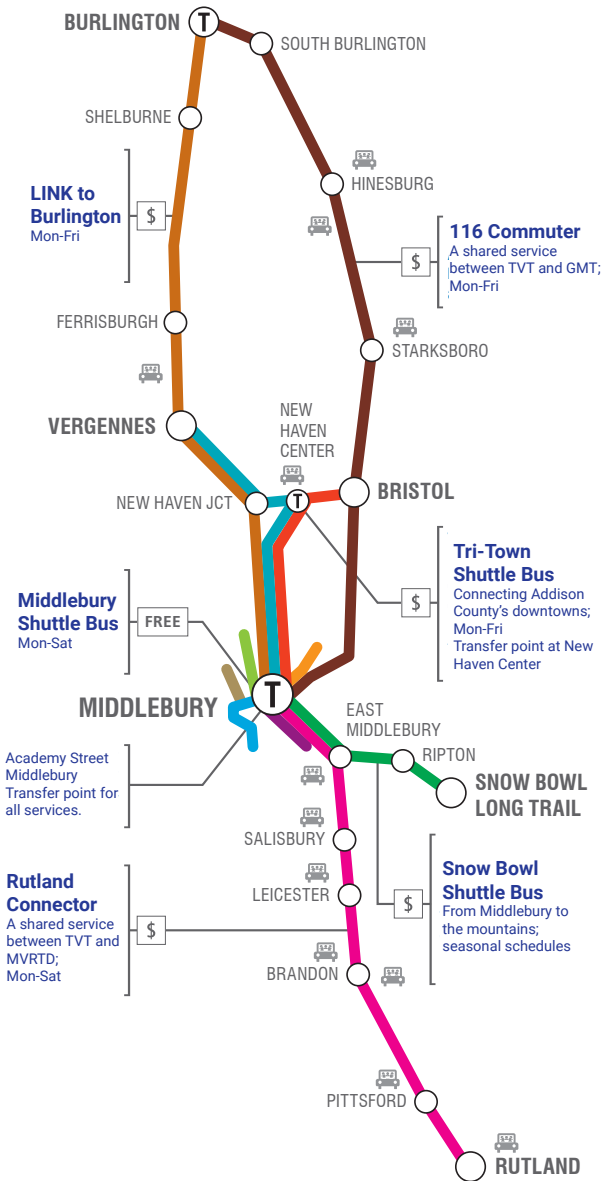 BURLINGTON
T
SOUTH BURLINGTON
SHELBURNE
HINESBURG
LINK to
Burlington
Mon-Fri
$
116 Commuter
A shared service
between TVT and GMT;
Mon-Fri
$
FERRISBURGH
STARKSBORO
VERGENNES
NEW
HAVEN
CENTER
NEW HAVEN JCT
T
BRISTOL
Tri-Town
Shuttle Bus
Connecting Addison
County's downtowns;
Mon-Fri
Transfer point at New
Haven Center
$
Middlebury
Shuttle Bus
Mon-Sat
FREE
MIDDLEBURY
T
EAST
MIDDLEBURY
RIPTON
SNOW BOWL
LONG TRAIL
Academy Street
Middlebury
Transfer point for
all services.
SALISBURY
LEICESTER
Snow Bowl
Shuttle Bus
From Middlebury to
the mountains;
seasonal schedules
$
Rutland
Connector
A shared service
between TVT and
MVRTD;
Mon-Sat
$
BRANDON
PITTSFORD
RUTLAND